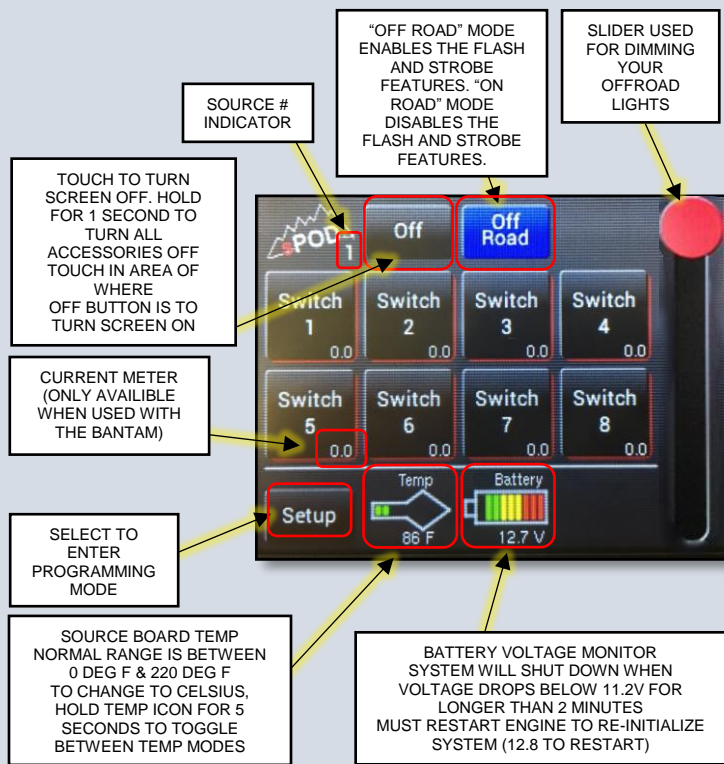 "OFF ROAD" MODE
ENABLES THE FLASH
AND STROBE
FEATURES. "ON
ROAD" MODE
DISABLES THE
FLASH AND STROBE
FEATURES.
SLIDER USED
FOR DIMMING
YOUR
OFFROAD
LIGHTS
SOURCE #
INDICATOR
TOUCH TO TURN
SCREEN OFF. HOLD
FOR 1 SECOND TO
TURN ALL
ACCESSORIES OFF
TOUCH IN AREA OF
WHERE
OFF BUTTON IS TO
TURN SCREEN ON
CURRENT METER
(ONLY AVAILIBLE
WHEN USED WITH
THE BANTAM)
SELECT TO
ENTER
PROGRAMMING
MODE
SOURCE BOARD TEMP
NORMAL RANGE IS BETWEEN
0 DEG F & 220 DEG F
TO CHANGE TO CELSIUS,
HOLD TEMP ICON FOR 5
SECONDS TO TOGGLE
BETWEEN TEMP MODES
BATTERY VOLTAGE MONITOR
SYSTEM WILL SHUT DOWN WHEN
VOLTAGE DROPS BELOW 11.2V FOR
LONGER THAN 2 MINUTES
MUST RESTART ENGINE TO RE-INITIALIZE
SYSTEM (12.8 TO RESTART)
sPOD
1
Off
Off
Road
Switch
1
0.0
Switch
2
0.0
Switch
3
0.0
Switch
4
0.0
Switch
5
0.0
Switch
6
0.0
Switch
7
0.0
Switch
8
0.0
Setup
Temp
86 F
Battery
12.7 V